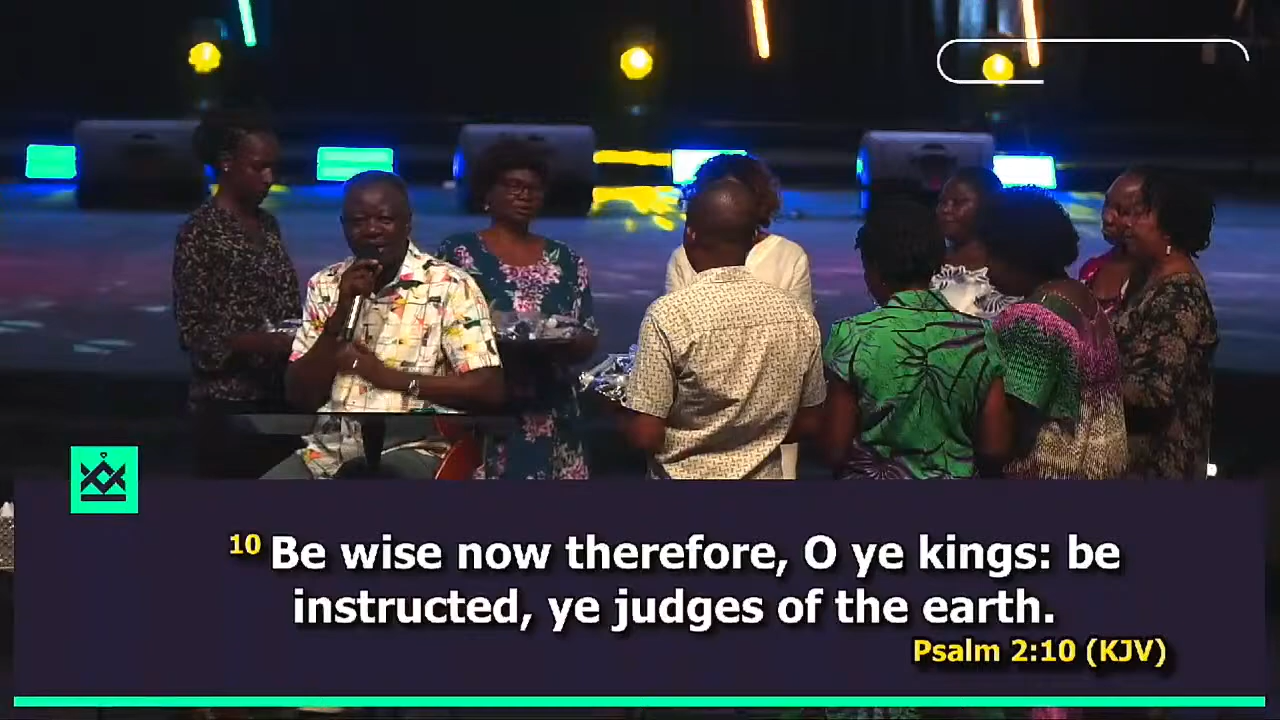 10 Be wise now therefore, O ye kings: be
instructed, ye judges of the earth.
Psalm 2:10 (KJV)